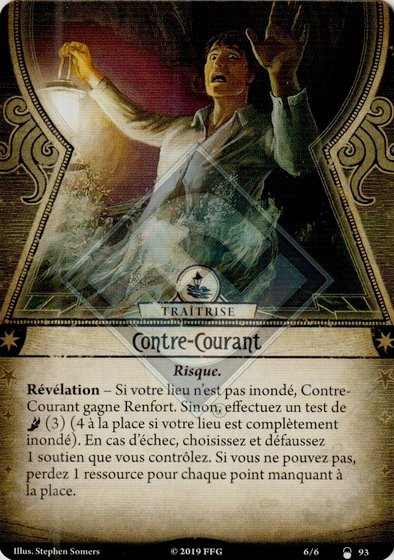 TRAÎTRISE
Contre-Courant
Risque.
Révélation – Si votre lieu n'est pas inondé, Contre-
Courant gagne Renfort. Sinon, effectuez un test de
(3) (4 à la place si votre lieu est complètement
inondé). En cas d'échec, choisissez et défaussez
1 soutien que vous contrôlez. Si vous ne pouvez pas,
perdez 1 ressource pour chaque point manquant à
la place.
Illus. Stephen Somers © 2019 FFG 6/6 93